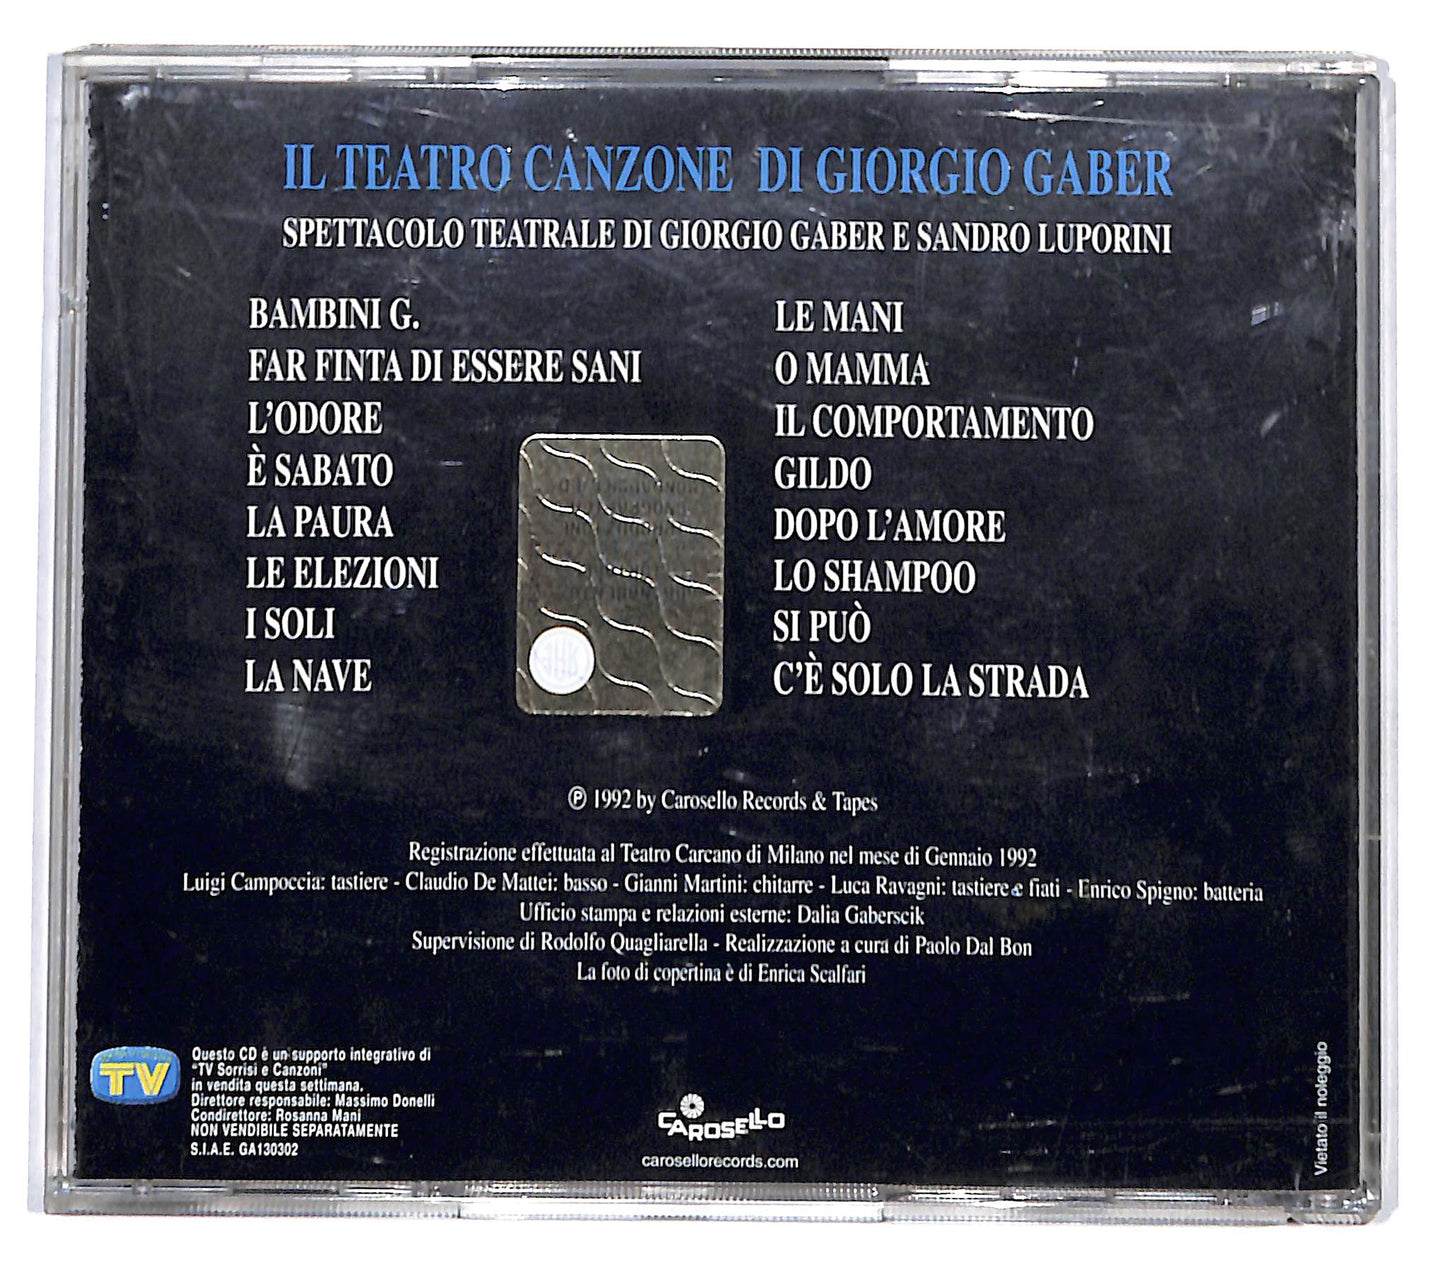 IL TEATRO CANZONE DI GIORGIO GABER
SPETTACOLO TEATRALE DI GIORGIO GABER E SANDRO LUPORINI
BAMBINI G.
FAR FINTA DI ESSERE SANI
L'ODORE
È SABATO
LA PAURA
LE ELEZIONI
I SOLI
LA NAVE
LE MANI
O MAMMA
IL COMPORTAMENTO
GILDO
DOPO L'AMORE
LO SHAMPOO
SI PUÒ
C'È SOLO LA STRADA
℗ 1992 by Carosello Records & Tapes
Registrazione effettuata al Teatro Carcano di Milano nel mese di Gennaio 1992
Luigi Campoccia: tastiere - Claudio De Mattei: basso - Gianni Martini: chitarre - Luca Ravagni: tastiere e fiati - Enrico Spigno: batteria
Ufficio stampa e relazioni esterne: Dalia Gaberscik
Supervisione di Rodolfo Quagliarella - Realizzazione a cura di Paolo Dal Bon
La foto di copertina è di Enrica Scalfari
TV
Questo CD è un supporto integrativo di
"TV Sorrisi e Canzoni"
in vendita questa settimana.
Direttore responsabile: Massimo Donelli
Condirettore: Rosanna Mani
NON VENDIBILE SEPARATAMENTE
S.I.A.E. GA130302
CAROSELLO
carosellorecords.com
Vietato il noleggio